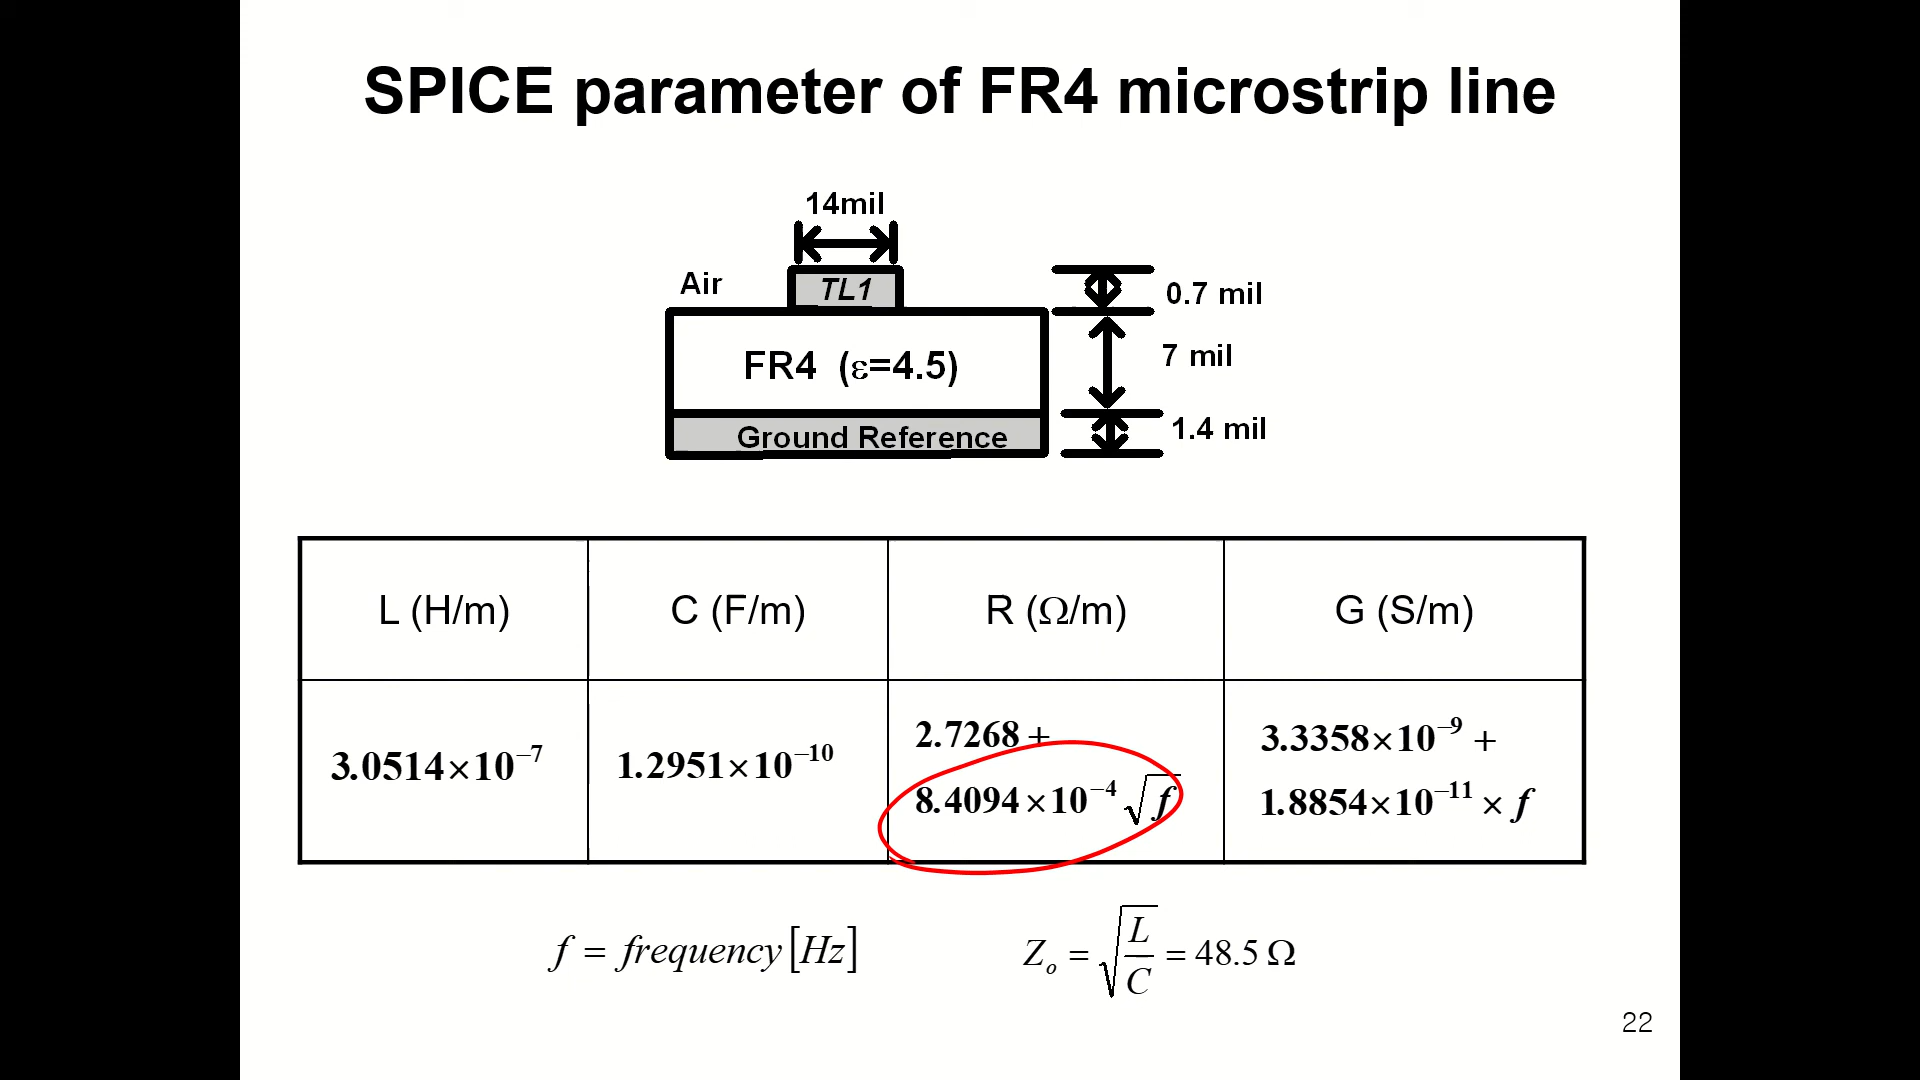 SPICE parameter of FR4 microstrip line
14mil
Air
TL1
0.7 mil
FR4 (ε=4.5)
7 mil
Ground Reference
1.4 mil
L (H/m) C (F/m) R (Ω/m) G (S/m)
3.0514×10⁻⁷
1.2951×10⁻¹⁰
2.7268 +
8.4094×10⁻⁴ √f
3.3358×10⁻⁹ +
1.8854×10⁻¹¹ × f
f = frequency [Hz]
Zₒ = √(L/C) = 48.5 Ω
22